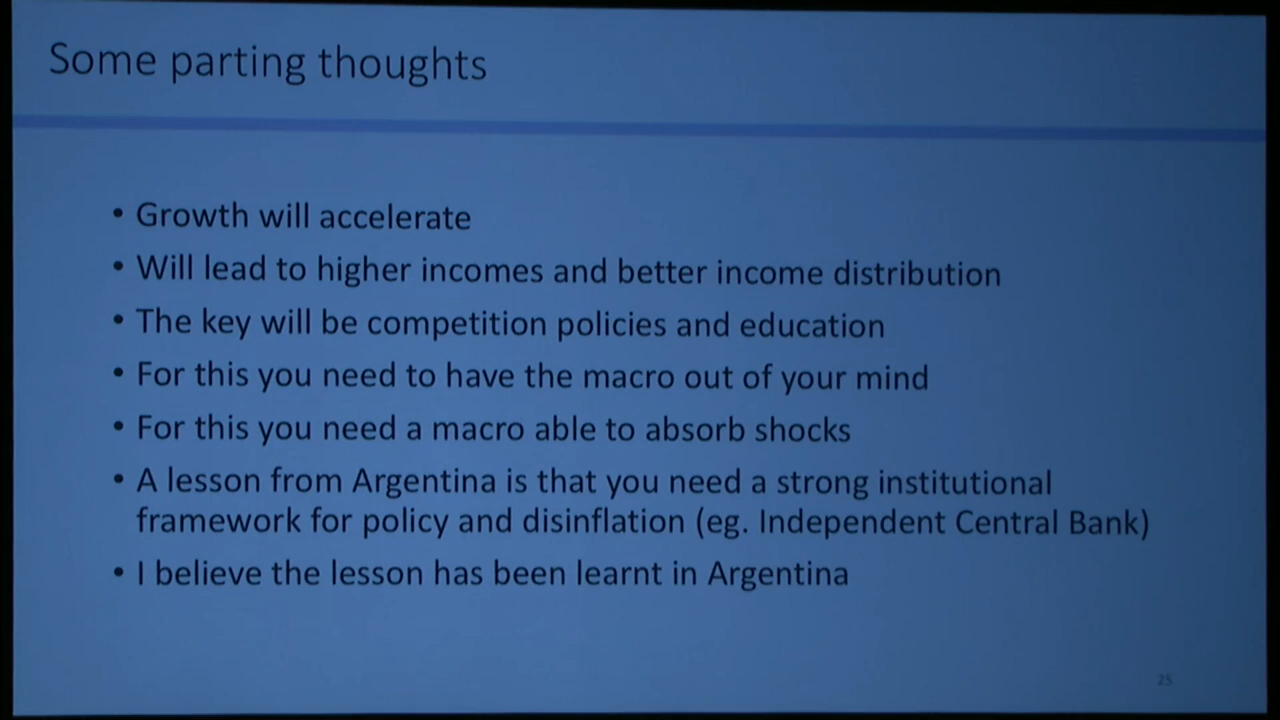 Some parting thoughts
• Growth will accelerate
• Will lead to higher incomes and better income distribution
• The key will be competition policies and education
• For this you need to have the macro out of your mind
• For this you need a macro able to absorb shocks
• A lesson from Argentina is that you need a strong institutional
framework for policy and disinflation (eg. Independent Central Bank)
• I believe the lesson has been learnt in Argentina
25